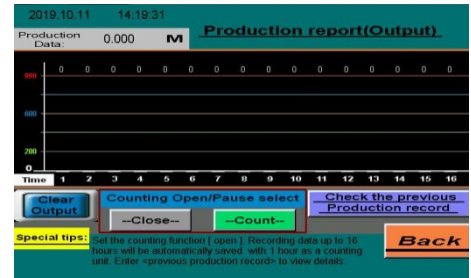 2019.10.11 14:19:31
Production Data: 0.000 M
Production report(Output)
0 0 0 0 0 0 0 0 0 0 0 0 0 0 0 0
900
600
200
0
Time 1 2 3 4 5 6 7 8 9 10 11 12 13 14 15 16
Clear
Output
Counting Open/Pause select
--Close-- --Count--
Check the previous
Production record
Special tips:
Set the counting function [ open ]. Recording data up to 16
hours will be automatically saved with 1 hour as a counting
unit. Enter <previous production record> to view details
Back